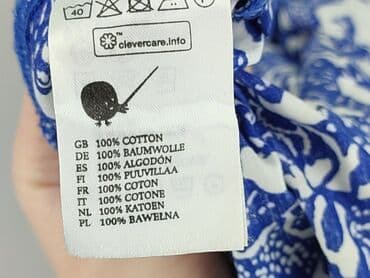 40
clevercare.info
GB 100% COTTON
DE 100% BAUMWOLLE
ES 100% ALGODÓN
FI 100% PUUVILLAA
FR 100% COTON
IT 100% COTONE
NL 100% KATOEN
PL 100% BAWEŁNA